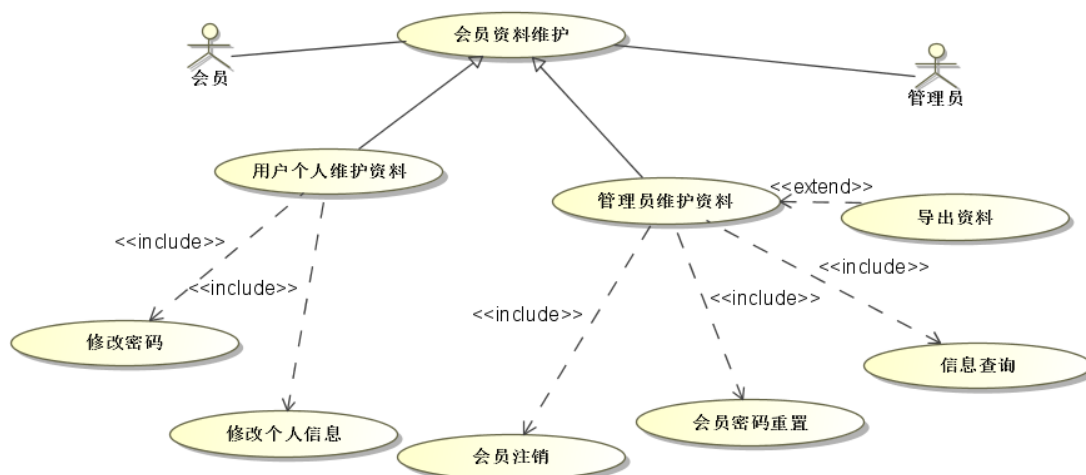 会员资料维护
会员
管理员
用户个人维护资料
管理员维护资料
<<extend>>
导出资料
<<include>>
<<include>>
<<include>>
<<include>>
<<include>>
修改密码
信息查询
修改个人信息
会员密码重置
会员注销